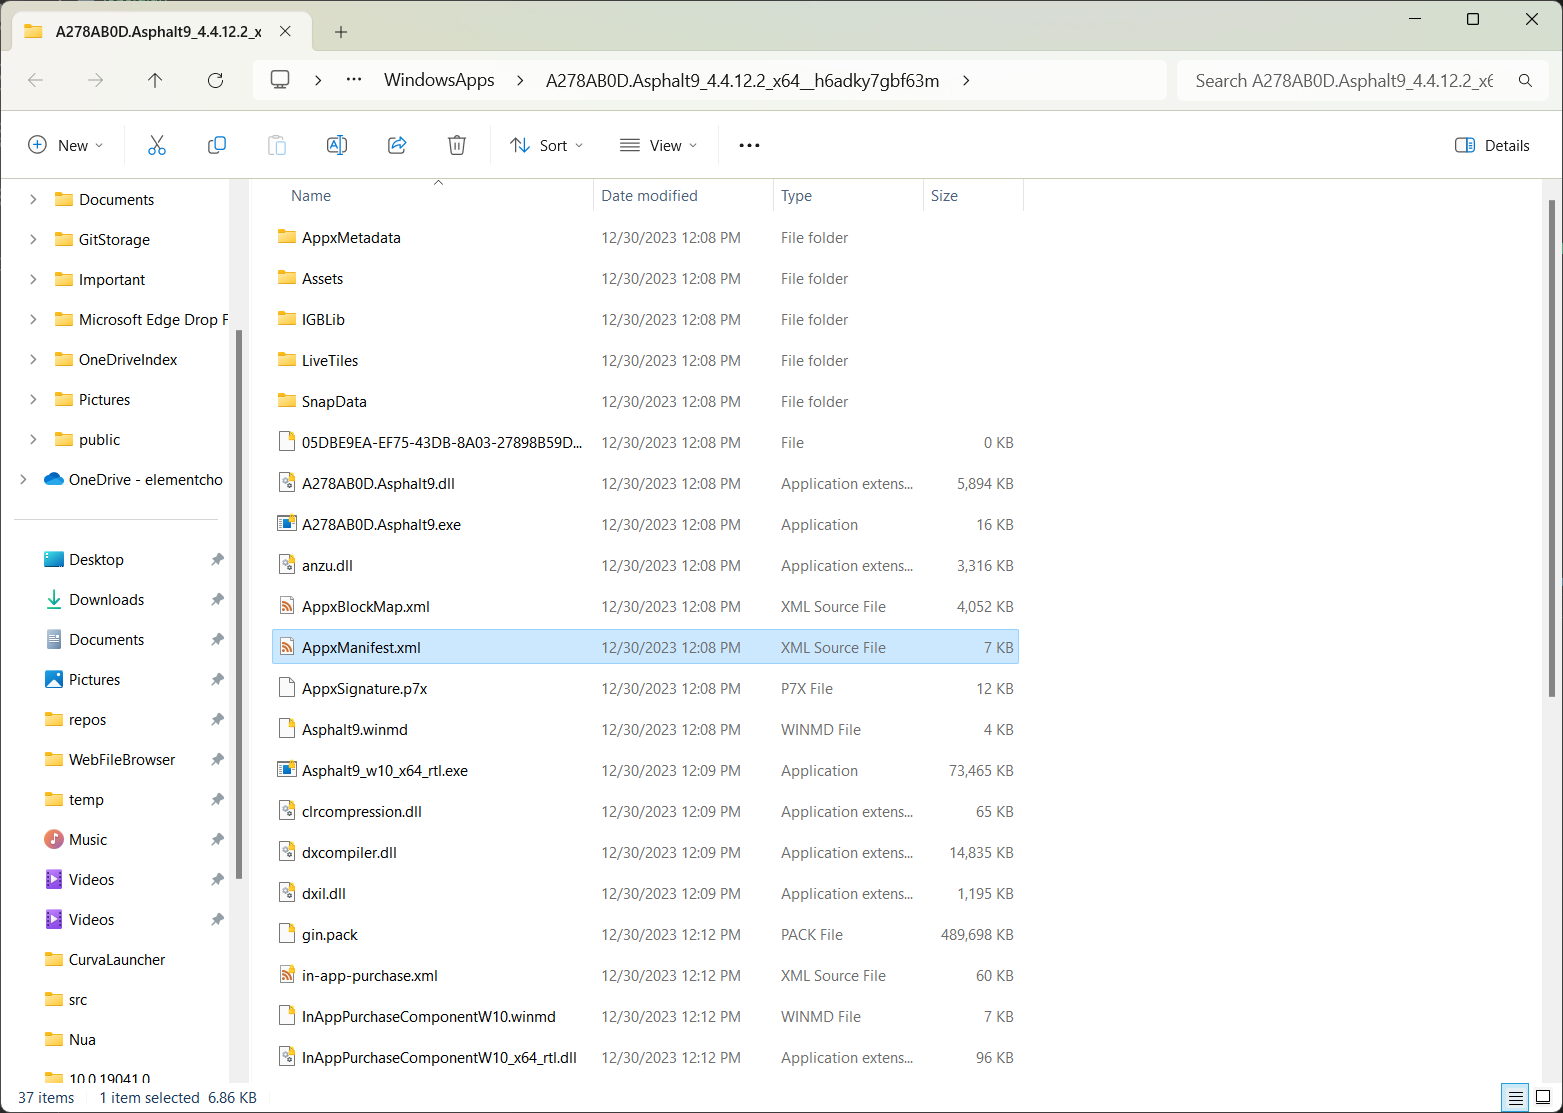 A278AB0D.Asphalt9_4.4.12.2_x
WindowsApps A278AB0D.Asphalt9_4.4.12.2_x64__h6adky7gbf63m
Search A278AB0D.Asphalt9_4.4.12.2_x6
New Sort View Details
Documents
GitStorage
Important
Microsoft Edge Drop F
OneDriveIndex
Pictures
public
OneDrive - elementcho
Desktop
Downloads
Documents
Pictures
repos
WebFileBrowser
temp
Music
Videos
Videos
CurvaLauncher
src
Nua
10.0.19041.0
Name Date modified Type Size
AppxMetadata 12/30/2023 12:08 PM File folder
Assets 12/30/2023 12:08 PM File folder
IGBLib 12/30/2023 12:08 PM File folder
LiveTiles 12/30/2023 12:08 PM File folder
SnapData 12/30/2023 12:08 PM File folder
05DBE9EA-EF75-43DB-8A03-27898B59D... 12/30/2023 12:08 PM File 0 KB
A278AB0D.Asphalt9.dll 12/30/2023 12:08 PM Application extens... 5,894 KB
A278AB0D.Asphalt9.exe 12/30/2023 12:08 PM Application 16 KB
anzu.dll 12/30/2023 12:08 PM Application extens... 3,316 KB
AppxBlockMap.xml 12/30/2023 12:08 PM XML Source File 4,052 KB
AppxManifest.xml 12/30/2023 12:08 PM XML Source File 7 KB
AppxSignature.p7x 12/30/2023 12:08 PM P7X File 12 KB
Asphalt9.winmd 12/30/2023 12:08 PM WINMD File 4 KB
Asphalt9_w10_x64_rtl.exe 12/30/2023 12:09 PM Application 73,465 KB
clrcompression.dll 12/30/2023 12:09 PM Application extens... 65 KB
dxcompiler.dll 12/30/2023 12:09 PM Application extens... 14,835 KB
dxil.dll 12/30/2023 12:09 PM Application extens... 1,195 KB
gin.pack 12/30/2023 12:12 PM PACK File 489,698 KB
in-app-purchase.xml 12/30/2023 12:12 PM XML Source File 60 KB
InAppPurchaseComponentW10.winmd 12/30/2023 12:12 PM WINMD File 7 KB
InAppPurchaseComponentW10_x64_rtl.dll 12/30/2023 12:12 PM Application extens... 96 KB
37 items 1 item selected 6.86 KB